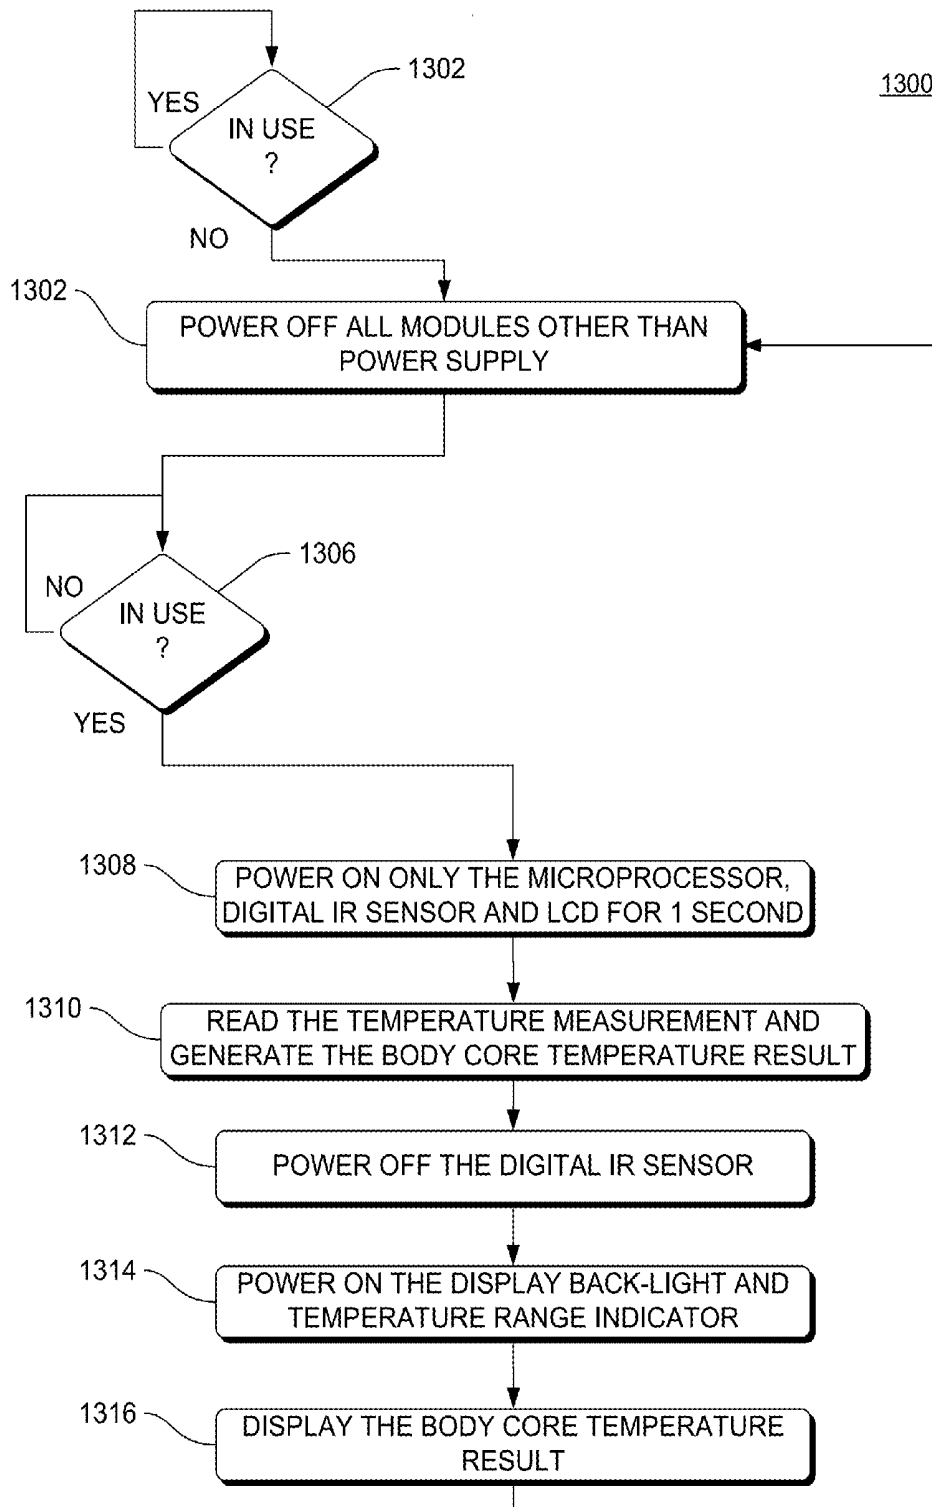 1302
1300
YES
IN USE
?
NO
1302
POWER OFF ALL MODULES OTHER THAN
POWER SUPPLY
1306
NO
IN USE
?
YES
1308
POWER ON ONLY THE MICROPROCESSOR,
DIGITAL IR SENSOR AND LCD FOR 1 SECOND
1310
READ THE TEMPERATURE MEASUREMENT AND
GENERATE THE BODY CORE TEMPERATURE RESULT
1312
POWER OFF THE DIGITAL IR SENSOR
1314
POWER ON THE DISPLAY BACK-LIGHT AND
TEMPERATURE RANGE INDICATOR
1316
DISPLAY THE BODY CORE TEMPERATURE
RESULT